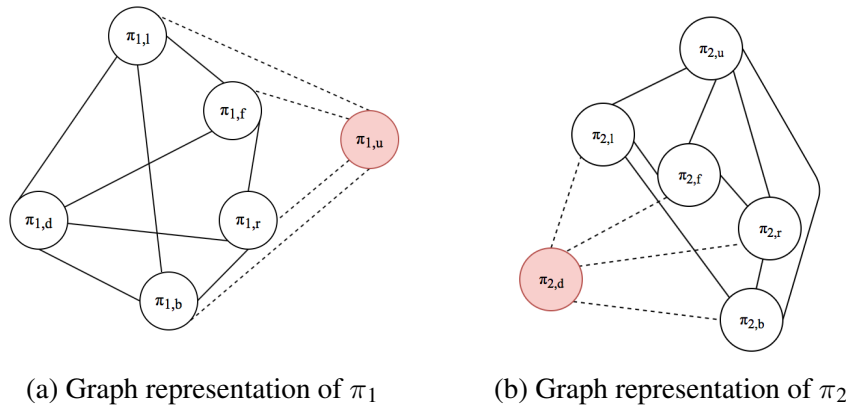 π1,l
π1,f
π1,u
π1,d
π1,r
π1,b
(a) Graph representation of π1
π2,u
π2,l
π2,f
π2,r
π2,d
π2,b
(b) Graph representation of π2